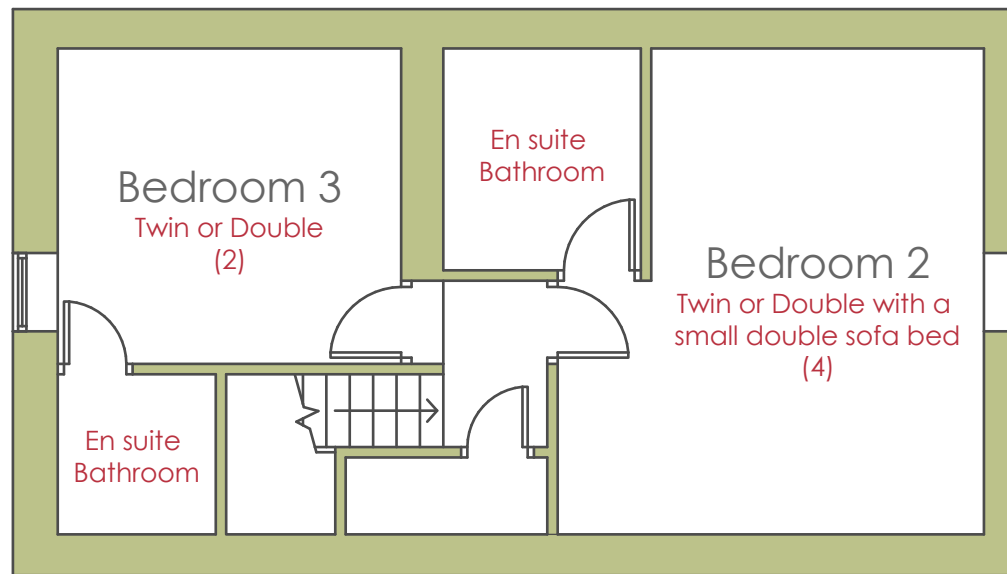 Bedroom 3
Twin or Double
(2)
En suite
Bathroom
En suite
Bathroom
Bedroom 2
Twin or Double with a
small double sofa bed
(4)